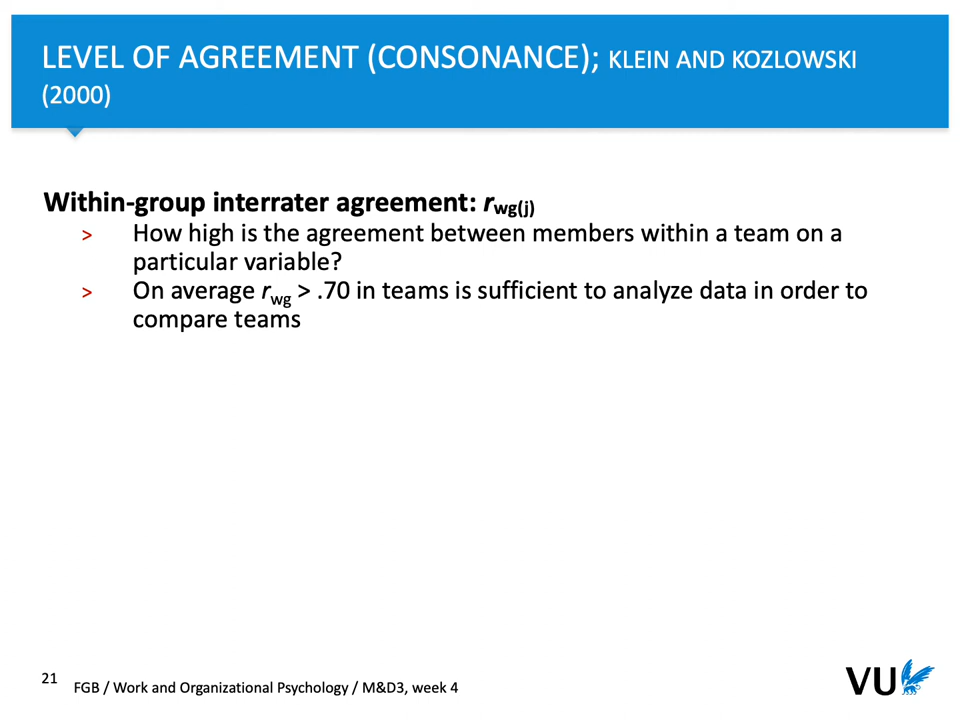 LEVEL OF AGREEMENT (CONSONANCE); KLEIN AND KOZLOWSKI
(2000)
Within-group interrater agreement: rwg(j)
> How high is the agreement between members within a team on a
particular variable?
> On average rwg > .70 in teams is sufficient to analyze data in order to
compare teams
21
FGB / Work and Organizational Psychology / M&D3, week 4
VU